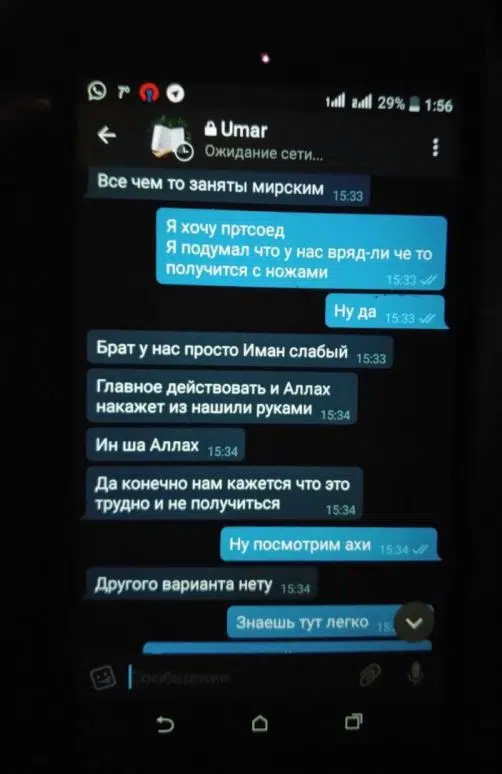 29% 1:56
Umar
Ожидание сети...
Все чем то заняты мирским 15:33
Я хочу пртсоед
Я подумал что у нас вряд-ли че то
получится с ножами 15:33
Ну да 15:33
Брат у нас просто Иман слабый 15:33
Главное действовать и Аллах
накажет из нашили руками 15:34
Ин ша Аллах 15:34
Да конечно нам кажется что это
трудно и не получиться 15:34
Ну посмотрим ахи 15:34
Другого варианта нету 15:34
Знаешь тут легко
Сообщение